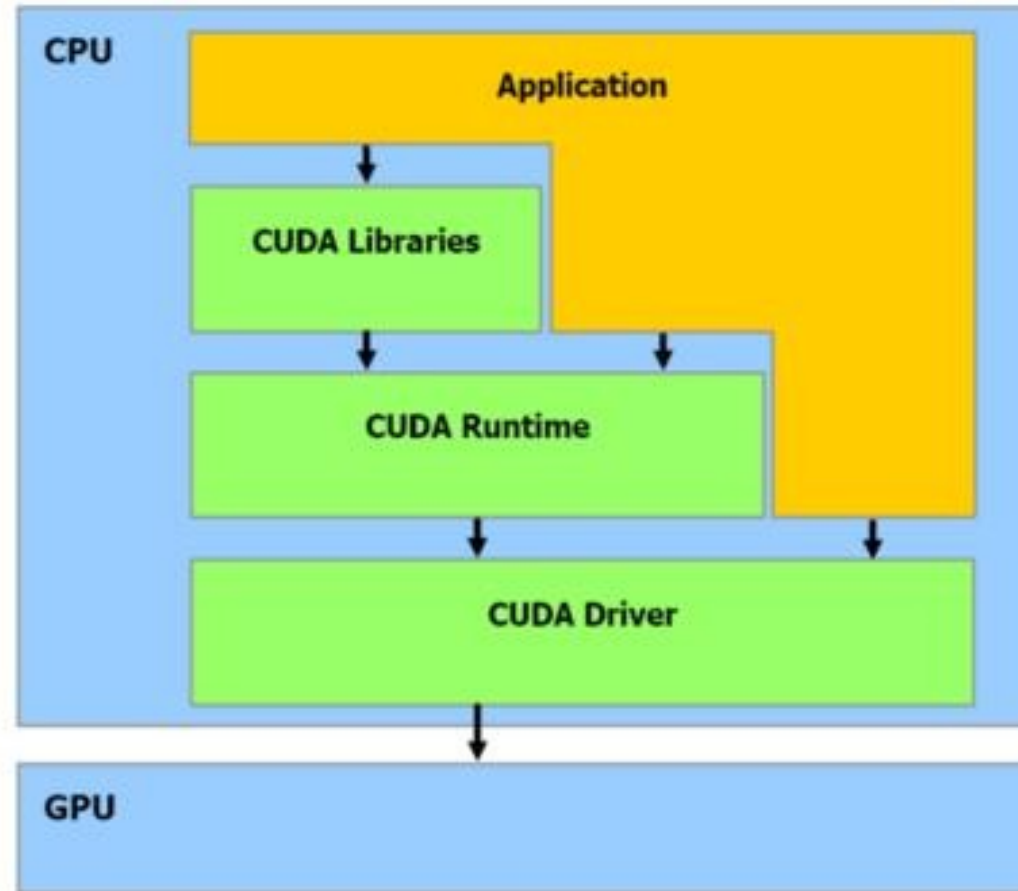 CPU
Application
CUDA Libraries
CUDA Runtime
CUDA Driver
GPU